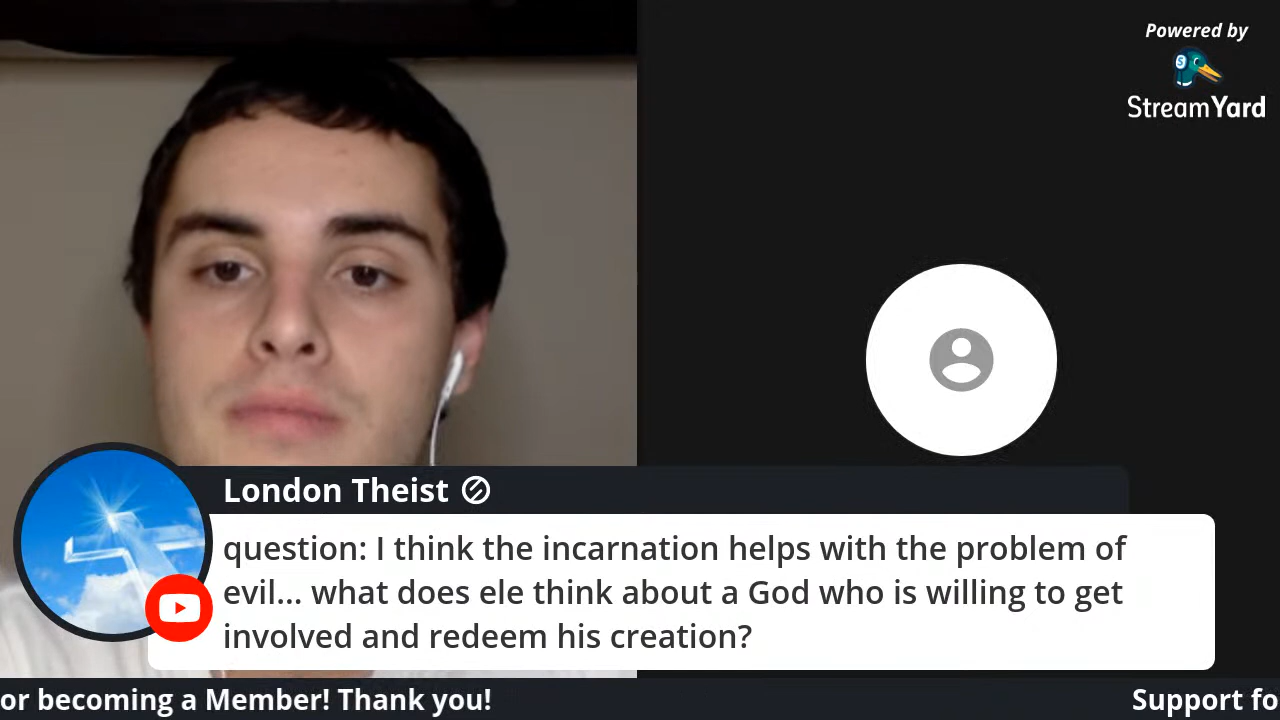 Powered by
StreamYard
London Theist
question: I think the incarnation helps with the problem of
evil... what does ele think about a God who is willing to get
involved and redeem his creation?
or becoming a Member! Thank you! Support fo